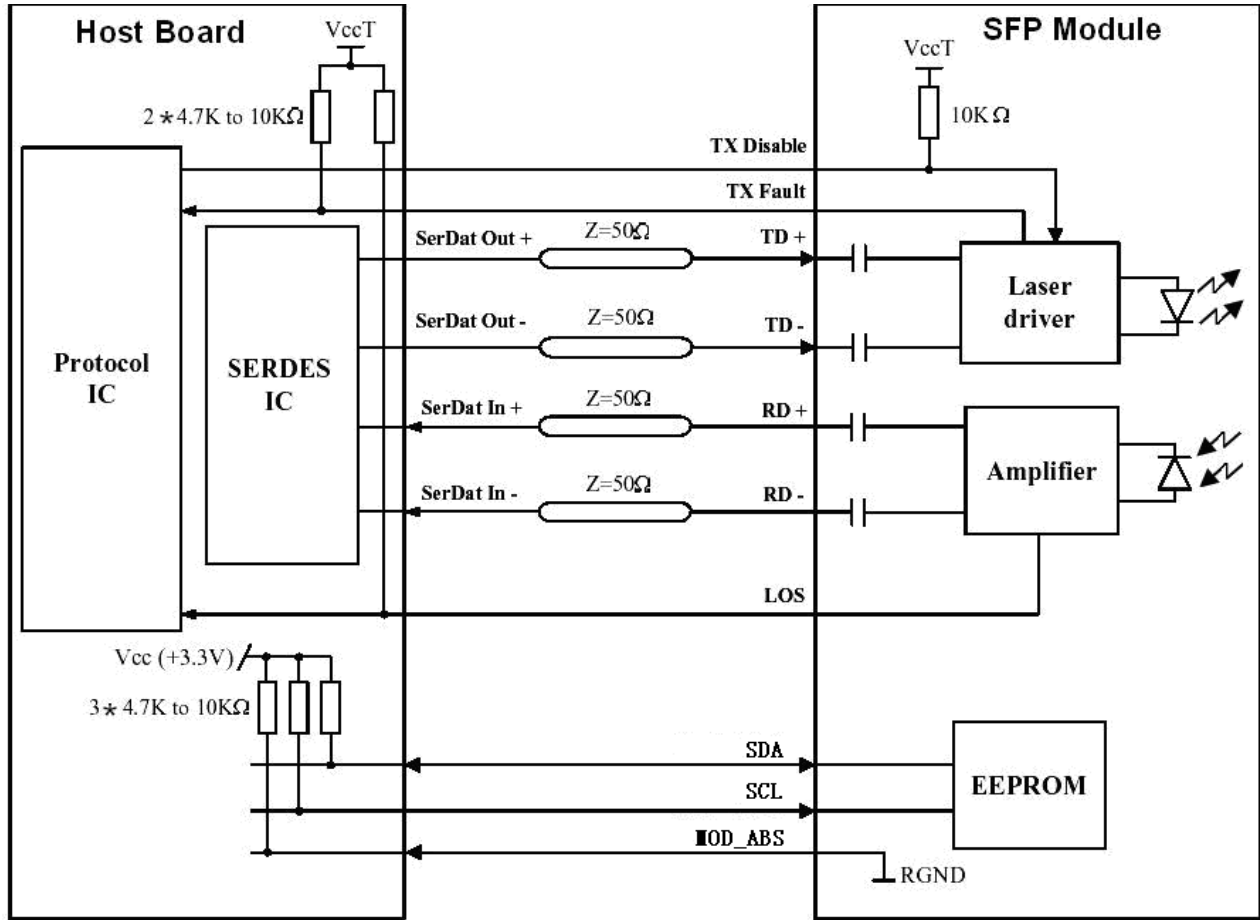 Host Board
SFP Module
VccT
VccT
2*4.7K to 10KΩ
10KΩ
TX Disable
TX Fault
SerDat Out +
Z=50Ω
TD +
Laser
driver
SerDat Out -
Z=50Ω
TD -
Protocol
IC
SERDES
IC
SerDat In +
Z=50Ω
RD +
Amplifier
SerDat In -
Z=50Ω
RD -
LOS
Vcc (+3.3V)
3*4.7K to 10KΩ
SDA
SCL
EEPROM
MOD_ABS
RGND